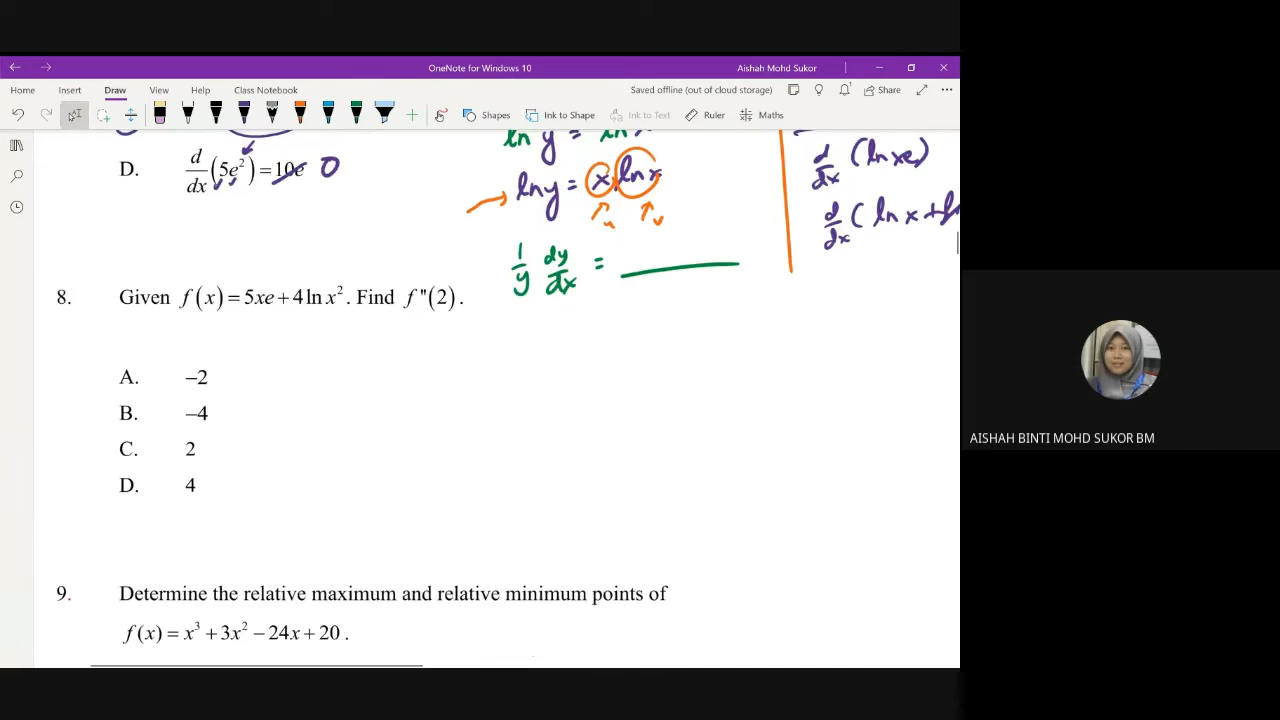 OneNote for Windows 10
Aishah Mohd Sukor
Home Insert Draw View Help Class Notebook
Saved offline (out of cloud storage) Share
Shapes Ink to Shape Ink to Text Ruler Maths
ln y = ln
D. d/dx (5e²) = 10e 0
ln y = x . ln x
u v
1/y dy/dx =
d/dx (ln xe)
d/dx (ln x + ln
8. Given f(x) = 5xe + 4 ln x². Find f "(2).
A. –2
B. –4
C. 2
D. 4
9. Determine the relative maximum and relative minimum points of
f(x) = x³ + 3x² − 24x + 20 .
AISHAH BINTI MOHD SUKOR BM